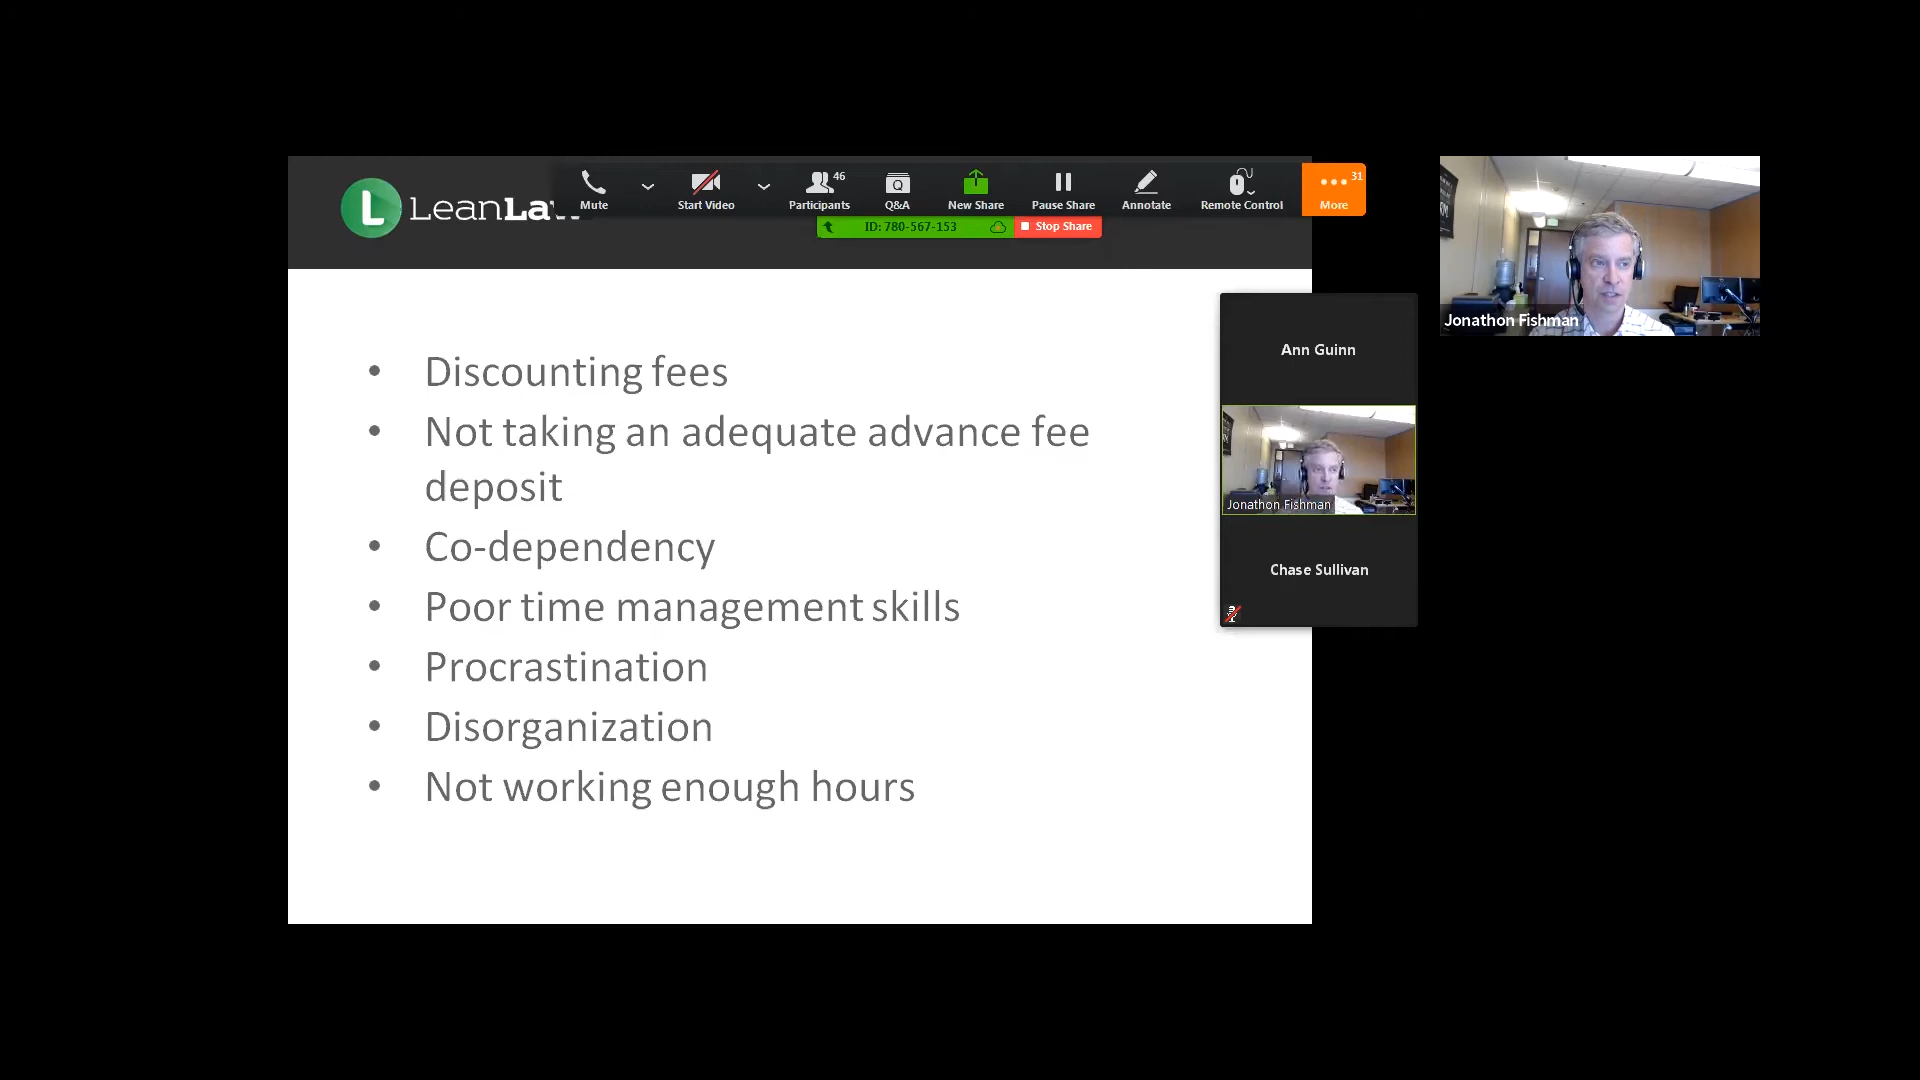 LeanLaw
Mute
Start Video
46
Participants
Q&A
New Share
Pause Share
Annotate
Remote Control
31
More
ID: 780-567-153
Stop Share
• Discounting fees
• Not taking an adequate advance fee
deposit
• Co-dependency
• Poor time management skills
• Procrastination
• Disorganization
• Not working enough hours
Ann Guinn
Jonathon Fishman
Chase Sullivan
Jonathon Fishman